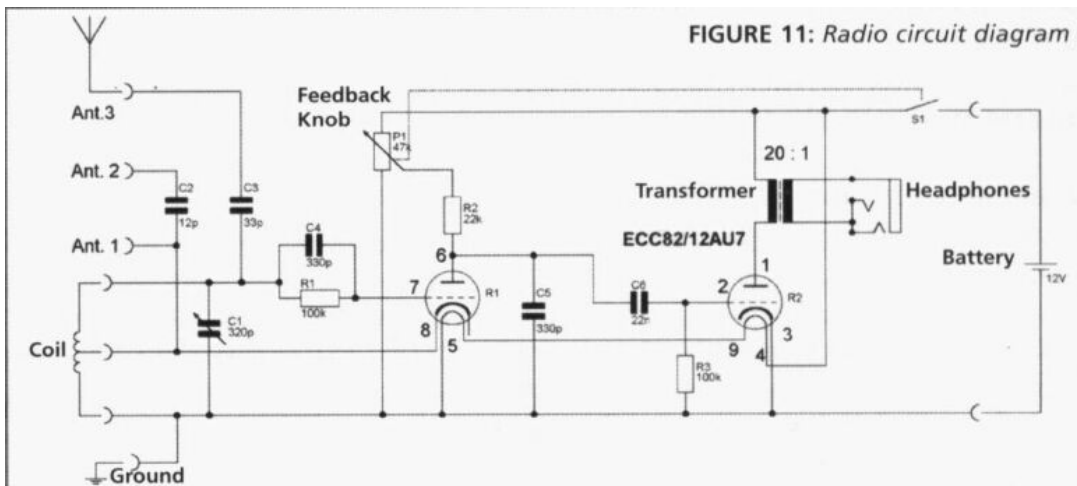 FIGURE 11: Radio circuit diagram
Ant.3
Feedback
Knob
P1
47k
S1
20 : 1
Ant. 2
C2
12p
C3
33p
R2
22k
Transformer
Headphones
Ant. 1
C4
330p
ECC82/12AU7
6
1
Battery
12V
R1
100k
7
R1
C5
330p
C6
22n
2
R2
C1
320p
8
5
3
9
4
Coil
R3
100k
Ground